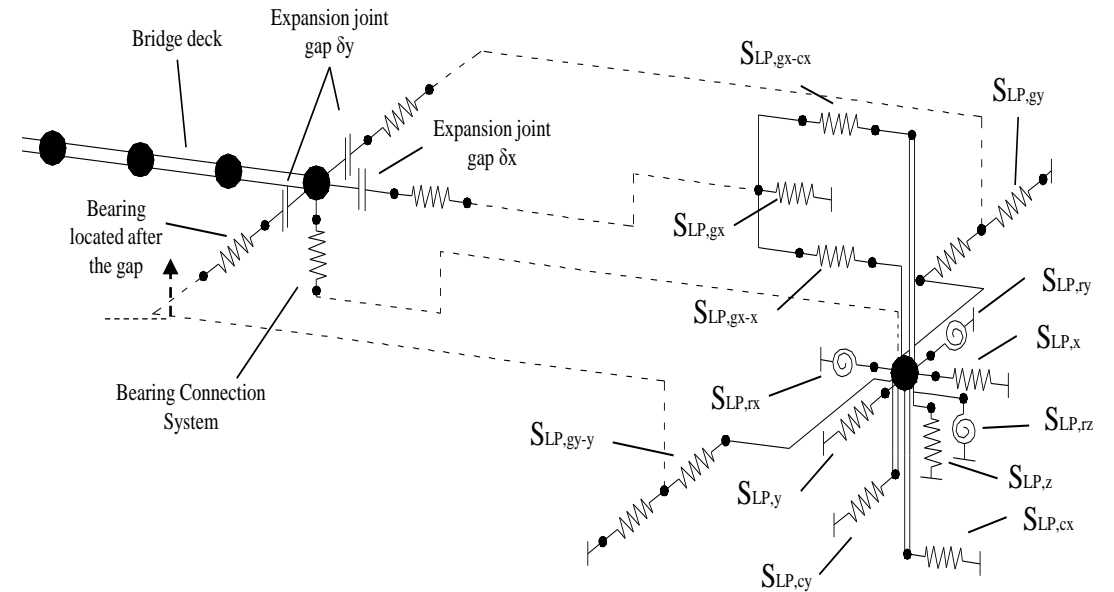 Expansion joint
gap δy
Bridge deck
Expansion joint
gap δx
Bearing
located after
the gap
Bearing Connection
System
SLP,gx-cx
SLP,gy
SLP,gx
SLP,gx-x
SLP,ry
SLP,x
SLP,rx
SLP,rz
SLP,gy-y
SLP,y
SLP,z
SLP,cx
SLP,cy